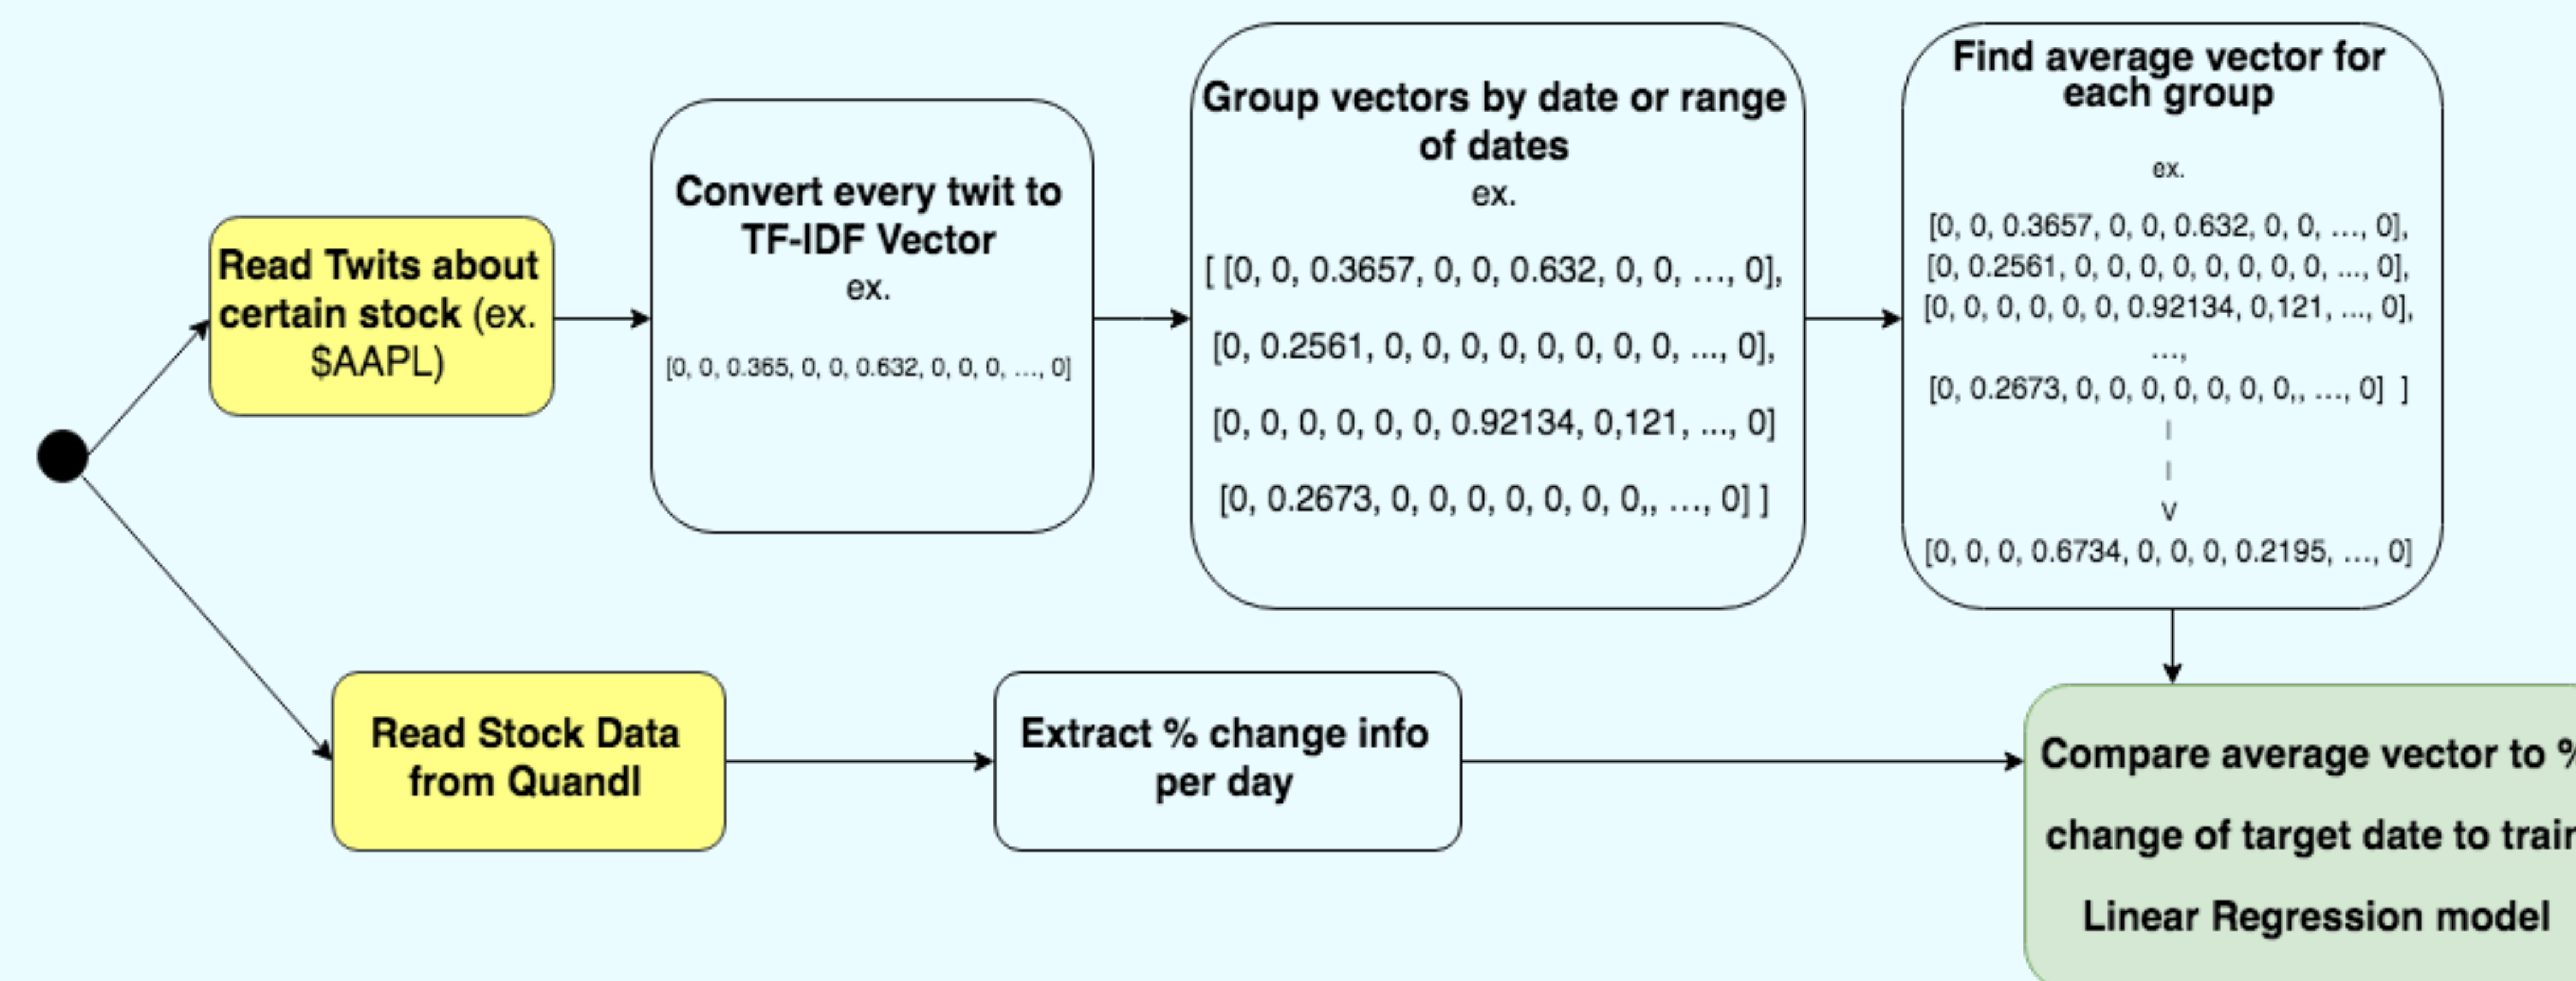 Read Twits about
certain stock (ex.
$AAPL)
Convert every twit to
TF-IDF Vector
ex.
[0, 0, 0.365, 0, 0, 0.632, 0, 0, 0, ..., 0]
Group vectors by date or range
of dates
ex.
[ [0, 0, 0.3657, 0, 0, 0.632, 0, 0, ..., 0],
[0, 0.2561, 0, 0, 0, 0, 0, 0, 0, 0, ..., 0],
[0, 0, 0, 0, 0, 0, 0.92134, 0,121, ..., 0]
[0, 0.2673, 0, 0, 0, 0, 0, 0, 0,, ..., 0] ]
Find average vector for
each group
ex.
[0, 0, 0.3657, 0, 0, 0.632, 0, 0, ..., 0],
[0, 0.2561, 0, 0, 0, 0, 0, 0, 0, 0, ..., 0],
[0, 0, 0, 0, 0, 0, 0.92134, 0,121, ..., 0],
...,
[0, 0.2673, 0, 0, 0, 0, 0, 0, 0,, ..., 0] ]
|
|
v
[0, 0, 0, 0.6734, 0, 0, 0, 0.2195, ..., 0]
Read Stock Data
from Quandl
Extract % change info
per day
Compare average vector to %
change of target date to train
Linear Regression model